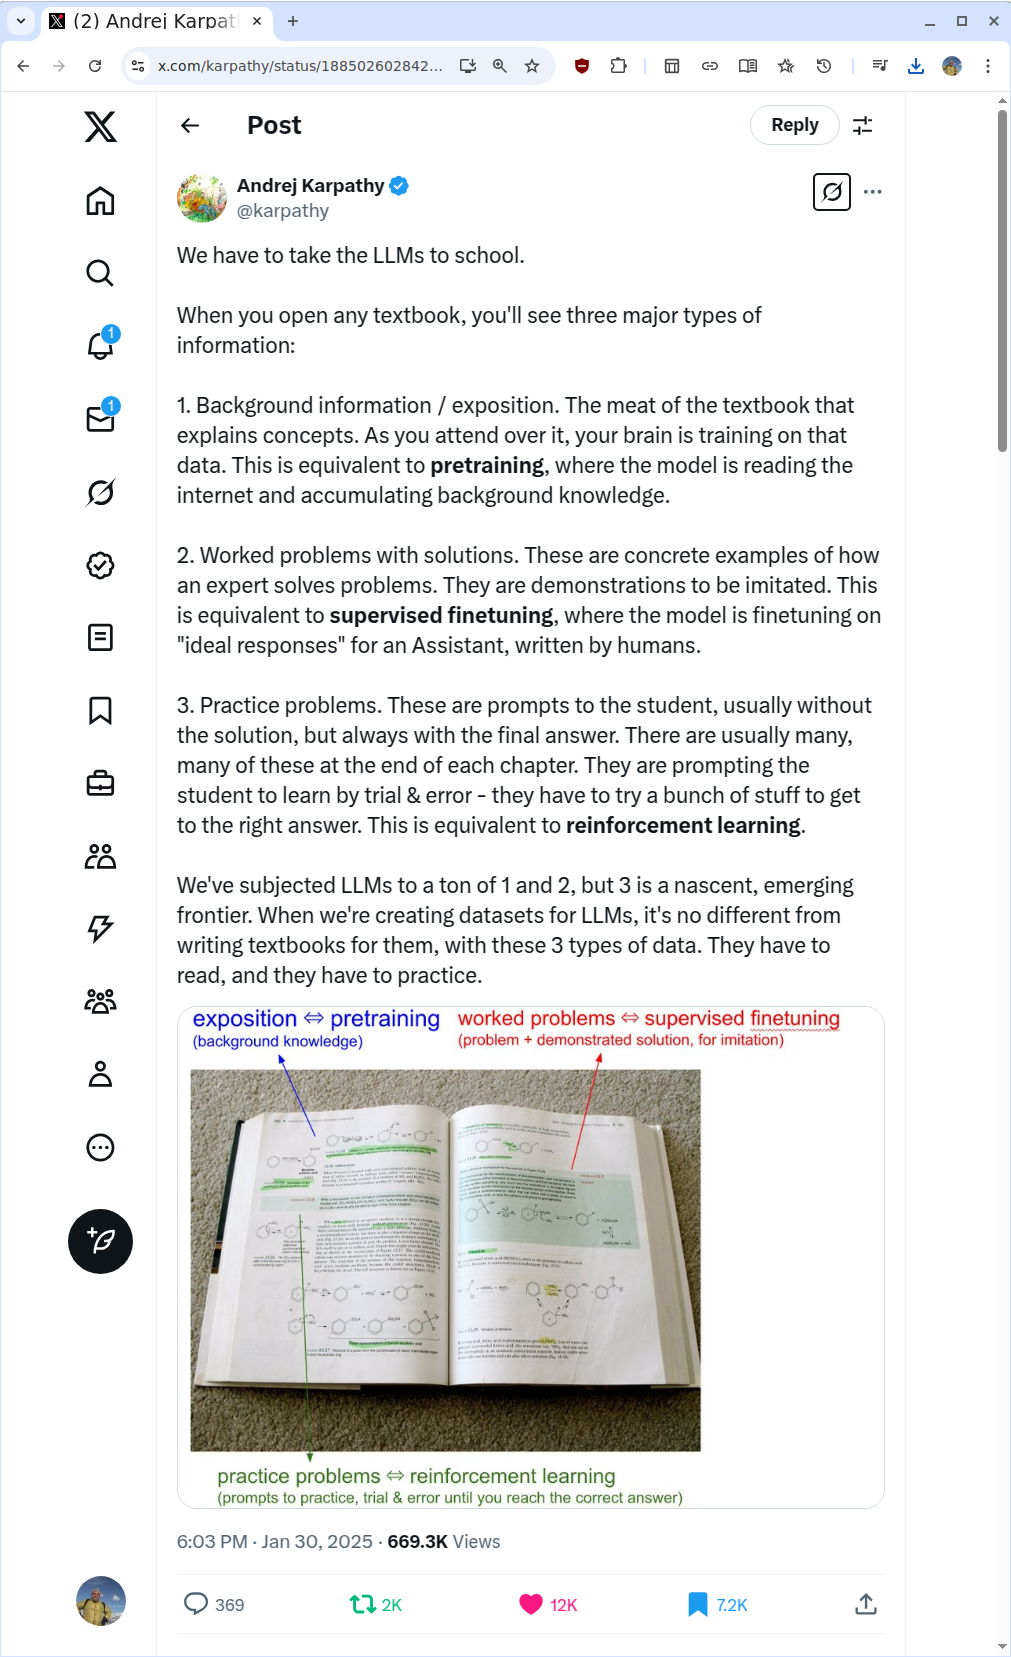 (2) Andrej Karpat
x.com/karpathy/status/188502602842...
Post
Reply
Andrej Karpathy
@karpathy
1
1
We have to take the LLMs to school.
When you open any textbook, you'll see three major types of
information:
1. Background information / exposition. The meat of the textbook that
explains concepts. As you attend over it, your brain is training on that
data. This is equivalent to pretraining, where the model is reading the
internet and accumulating background knowledge.
2. Worked problems with solutions. These are concrete examples of how
an expert solves problems. They are demonstrations to be imitated. This
is equivalent to supervised finetuning, where the model is finetuning on
"ideal responses" for an Assistant, written by humans.
3. Practice problems. These are prompts to the student, usually without
the solution, but always with the final answer. There are usually many,
many of these at the end of each chapter. They are prompting the
student to learn by trial & error - they have to try a bunch of stuff to get
to the right answer. This is equivalent to reinforcement learning.
We've subjected LLMs to a ton of 1 and 2, but 3 is a nascent, emerging
frontier. When we're creating datasets for LLMs, it's no different from
writing textbooks for them, with these 3 types of data. They have to
read, and they have to practice.
exposition ⇔ pretraining
(background knowledge)
worked problems ⇔ supervised finetuning
(problem + demonstrated solution, for imitation)
practice problems ⇔ reinforcement learning
(prompts to practice, trial & error until you reach the correct answer)
6:03 PM · Jan 30, 2025 · 669.3K Views
369
2K
12K
7.2K